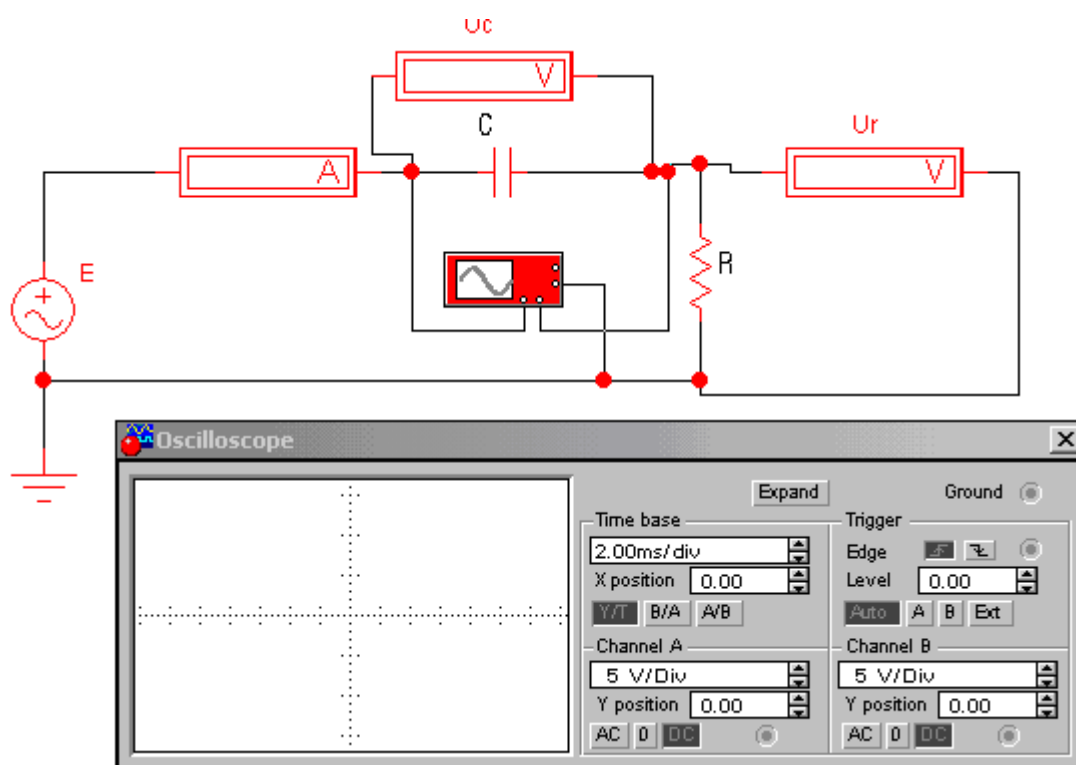 Uc
V
C
Ur
A
V
E
R
Oscilloscope
Expand
Ground
Time base
Trigger
2.00ms/div
Edge
X position 0.00
Level 0.00
Y/T B/A A/B
Auto A B Ext
Channel A
Channel B
5 V/Div
5 V/Div
Y position 0.00
Y position 0.00
AC 0 DC
AC 0 DC